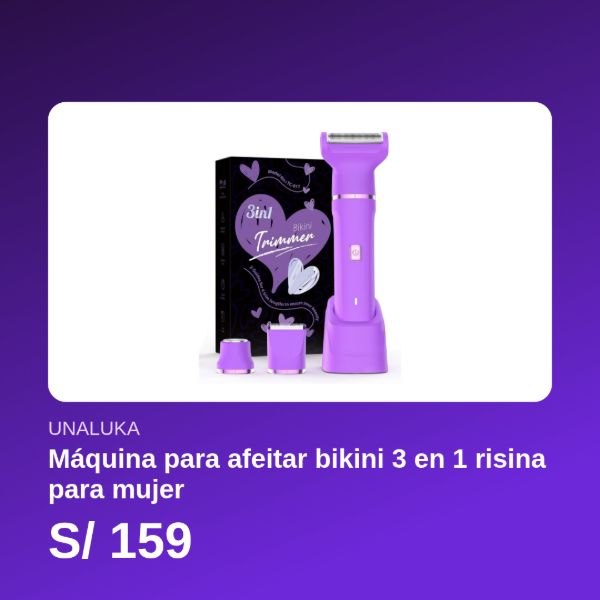 3in1
Bikini
Trimmer
UNALUKA
Máquina para afeitar bikini 3 en 1 risina
para mujer
S/ 159